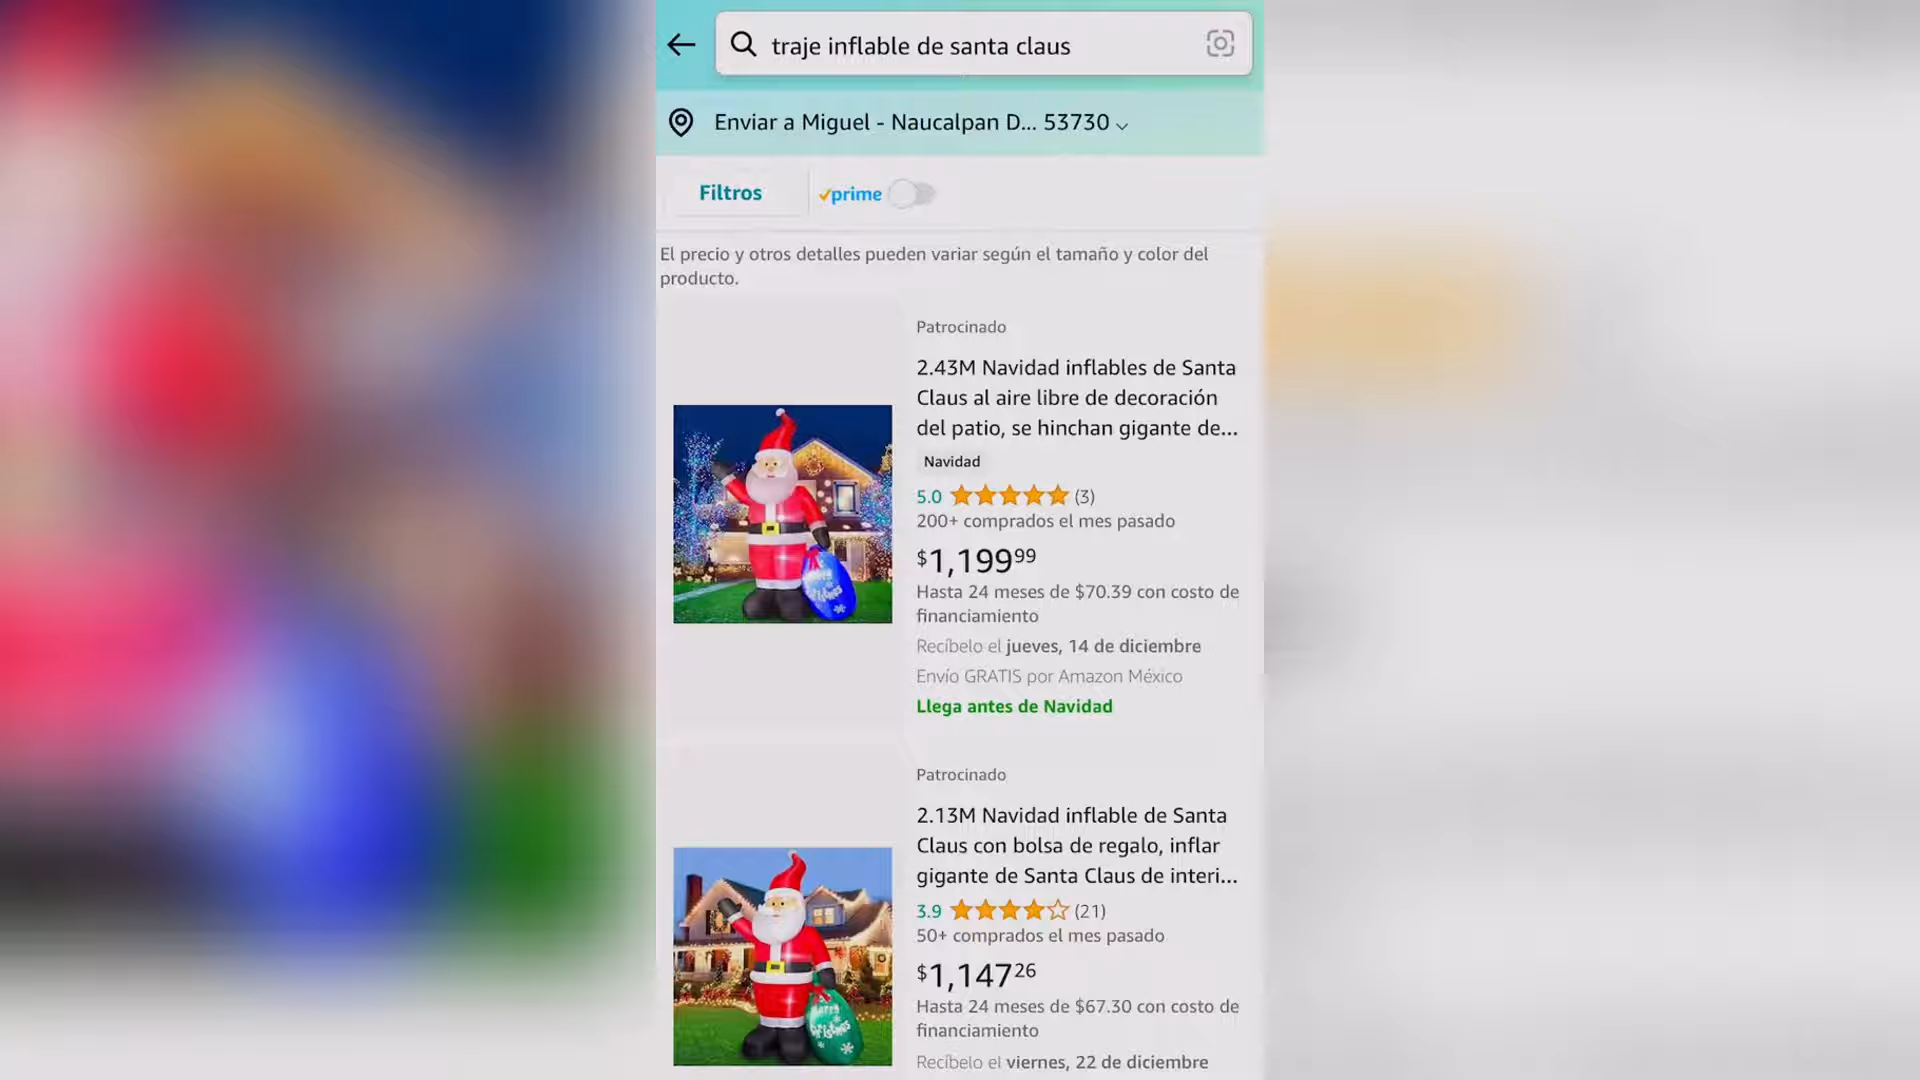 traje inflable de santa claus
Enviar a Miguel - Naucalpan D... 53730
Filtros
prime
El precio y otros detalles pueden variar según el tamaño y color del
producto.
Patrocinado
2.43M Navidad inflables de Santa
Claus al aire libre de decoración
del patio, se hinchan gigante de...
Navidad
5.0 (3)
200+ comprados el mes pasado
$1,199.99
Hasta 24 meses de $70.39 con costo de
financiamiento
Recíbelo el jueves, 14 de diciembre
Envío GRATIS por Amazon México
Llega antes de Navidad
Patrocinado
2.13M Navidad inflable de Santa
Claus con bolsa de regalo, inflar
gigante de Santa Claus de interi...
3.9 (21)
50+ comprados el mes pasado
$1,147.26
Hasta 24 meses de $67.30 con costo de
financiamiento
Recíbelo el viernes, 22 de diciembre